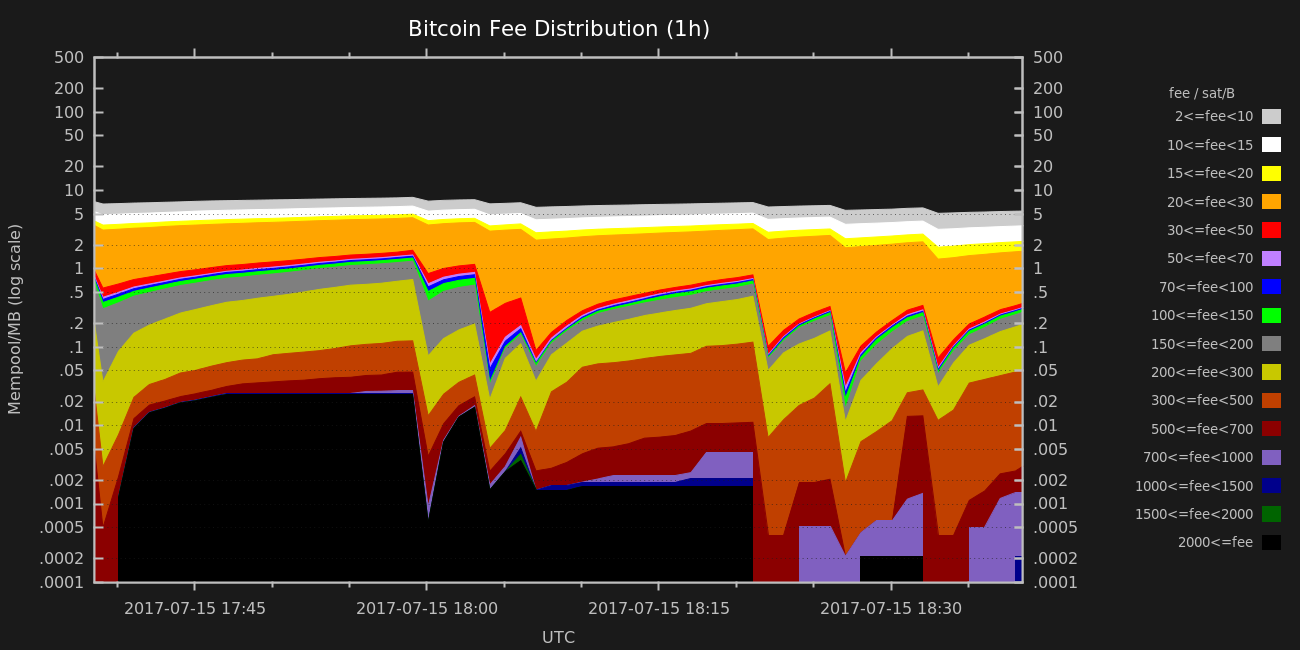 Bitcoin Fee Distribution (1h)
500 500
200 200
100 100
50 50
20 20
10 10
5 5
2 2
1 1
.5 .5
.2 .2
.1 .1
.05 .05
.02 .02
.01 .01
.005 .005
.002 .002
.001 .001
.0005 .0005
.0002 .0002
.0001 .0001
Mempool/MB (log scale)
2017-07-15 17:45 2017-07-15 18:00 2017-07-15 18:15 2017-07-15 18:30
UTC
fee / sat/B
2<=fee<10
10<=fee<15
15<=fee<20
20<=fee<30
30<=fee<50
50<=fee<70
70<=fee<100
100<=fee<150
150<=fee<200
200<=fee<300
300<=fee<500
500<=fee<700
700<=fee<1000
1000<=fee<1500
1500<=fee<2000
2000<=fee